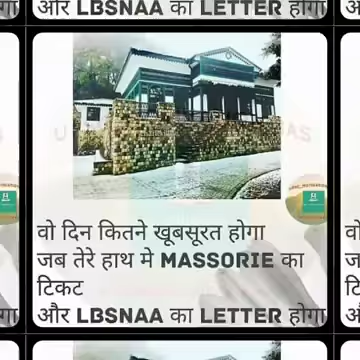 और LBSNAA का LETTER होगा
वो दिन कितने खूबसूरत होगा
जब तेरे हाथ मे MASSORIE का
टिकट
और LBSNAA का LETTER होगा